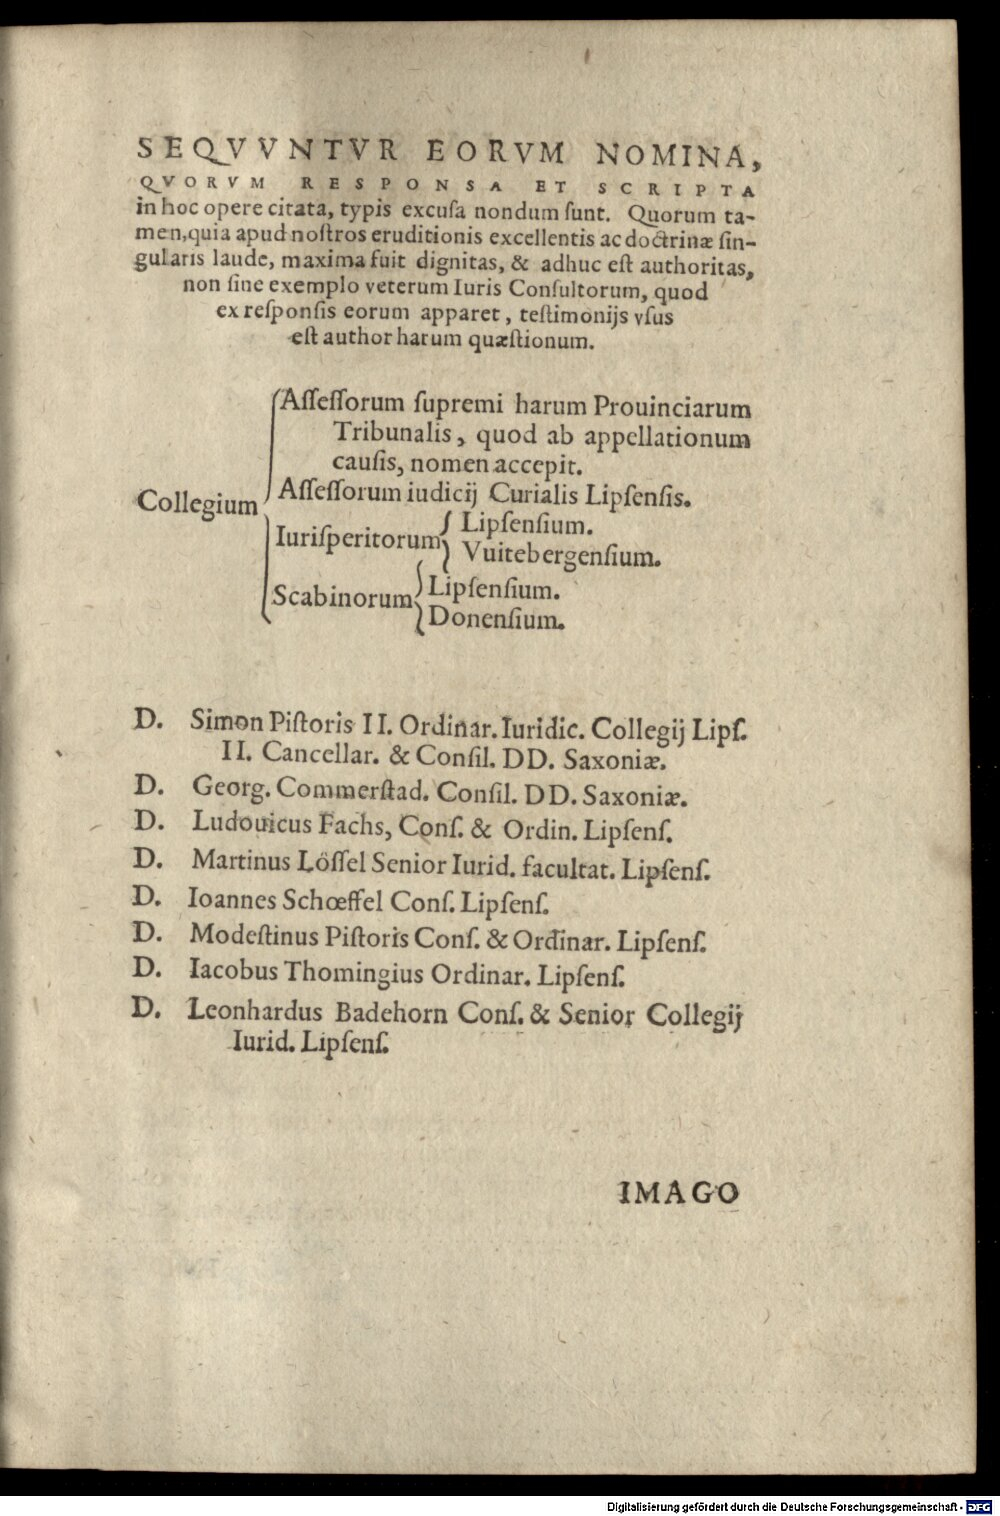 SEQVVNTVR EORVM NOMINA,
QVORVM RESPONSA ET SCRIPTA
in hoc opere citata, typis excuſa nondum ſunt. Quorum ta-
men, quia apud noſtros eruditionis excellentis ac doctrinæ ſin-
gularis laude, maxima fuit dignitas, & adhuc eſt authoritas,
non ſine exemplo veterum Iuris Conſultorum, quod
ex reſponſis eorum apparet, teſtimonijs vſus
eſt author harum quæſtionum.
Collegium
Aſſeſſorum ſupremi harum Prouinciarum
Tribunalis, quod ab appellationum
cauſis, nomen accepit.
Aſſeſſorum iudicij Curialis Lipſenſis.
Iuriſperitorum
Lipſenſium.
Vuitebergenſium.
Scabinorum
Lipſenſium.
Donenſium.
D. Simon Piſtoris II. Ordinar. Iuridic. Collegij Lipſ.
II. Cancellar. & Conſil. DD. Saxoniæ.
D. Georg. Commerſtad. Conſil. DD. Saxoniæ.
D. Ludouicus Fachs, Conſ. & Ordin. Lipſenſ.
D. Martinus Löſſel Senior Iurid. facultat. Lipſenſ.
D. Ioannes Schœffel Conſ. Lipſenſ.
D. Modeſtinus Piſtoris Conſ. & Ordinar. Lipſenſ.
D. Iacobus Thomingius Ordinar. Lipſenſ.
D. Leonhardus Badehorn Conſ. & Senior Collegij
Iurid. Lipſenſ.
IMAGO
Digitalisierung gefördert durch die Deutsche Forschungsgemeinschaft - DFG